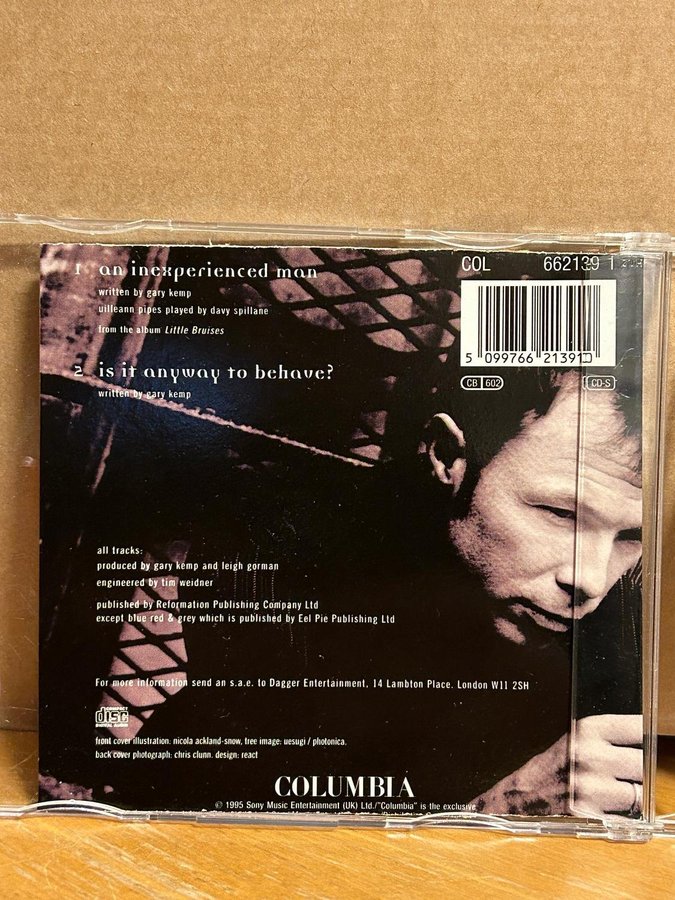 1 an inexperienced man
written by gary kemp
uilleann pipes played by davy spillane
from the album Little Bruises
2 is it anyway to behave?
written by gary kemp
COL 662139 1
5 099766 213910
CB 602
CD-S
all tracks:
produced by gary kemp and leigh gorman
engineered by tim weidner
published by Reformation Publishing Company Ltd
except blue red & grey which is published by Eel Pie Publishing Ltd
For more information send an s.a.e. to Dagger Entertainment, 14 Lambton Place. London W11 2SH
COMPACT
disc
DIGITAL AUDIO
front cover illustration. nicola ackland-snow, tree image: uesugi / photonica.
back cover photograph: chris clunn. design: react
COLUMBIA
© 1995 Sony Music Entertainment (UK) Ltd./"Columbia" is the exclusive